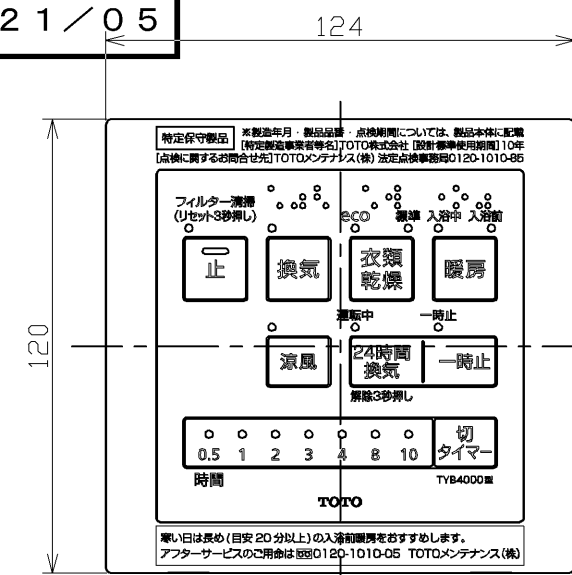 21／05
124
特定保守製品 ※製造年月・製品品番・点検期間については、製品本体に記載
[特定製造事業者等名]TOTO株式会社 [設計標準使用期間]10年
[点検に関するお問合せ先]TOTOメンテナンス(株) 法定点検事務局0120-1010-85
フィルター清掃
(リセット3秒押し)
eco 標準 入浴中 入浴前
止 換気 衣類乾燥 暖房
運転中 一時止
120
涼風 24時間換気 一時止
解除3秒押し
0.5 1 2 3 4 8 10 切タイマー
時間 TYB4000型
TOTO
寒い日は長め(目安20分以上)の入浴前暖房をおすすめします。
アフターサービスのご用命は 0120-1010-05 TOTOメンテナンス(株)